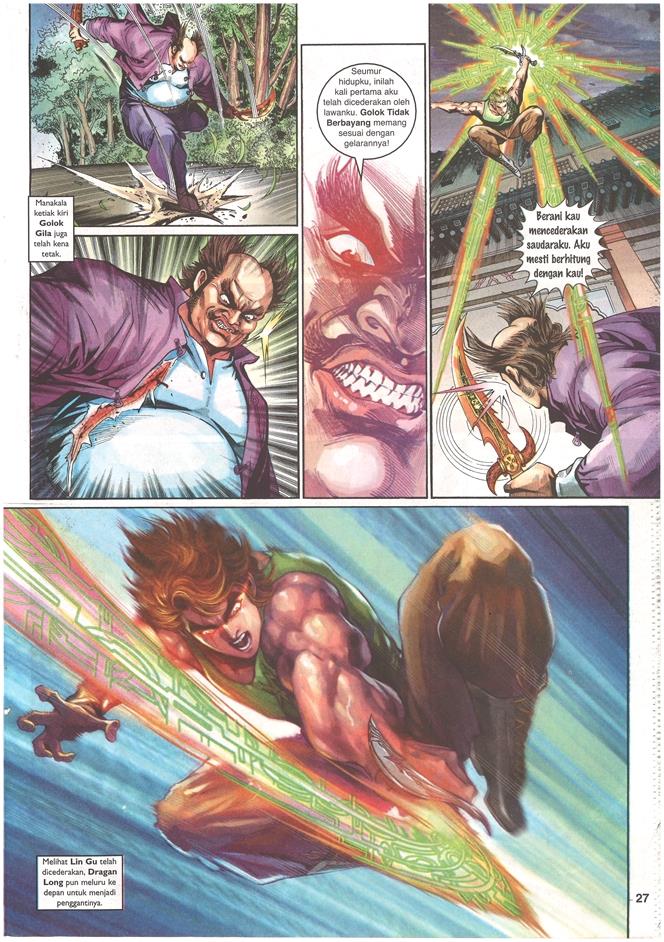 Manakala
ketiak kiri
Golok
Gila juga
telah kena
tetak.
Seumur
hidupku, inilah
kali pertama aku
telah dicederakan oleh
lawanku. Golok Tidak
Berbayang memang
sesuai dengan
gelarannya!
Berani kau
mencederakan
saudaraku. Aku
mesti berhitung
dengan kau!
Melihat Lin Gu telah
dicederakan, Dragan
Long pun meluru ke
depan untuk menjadi
penggantinya.
27